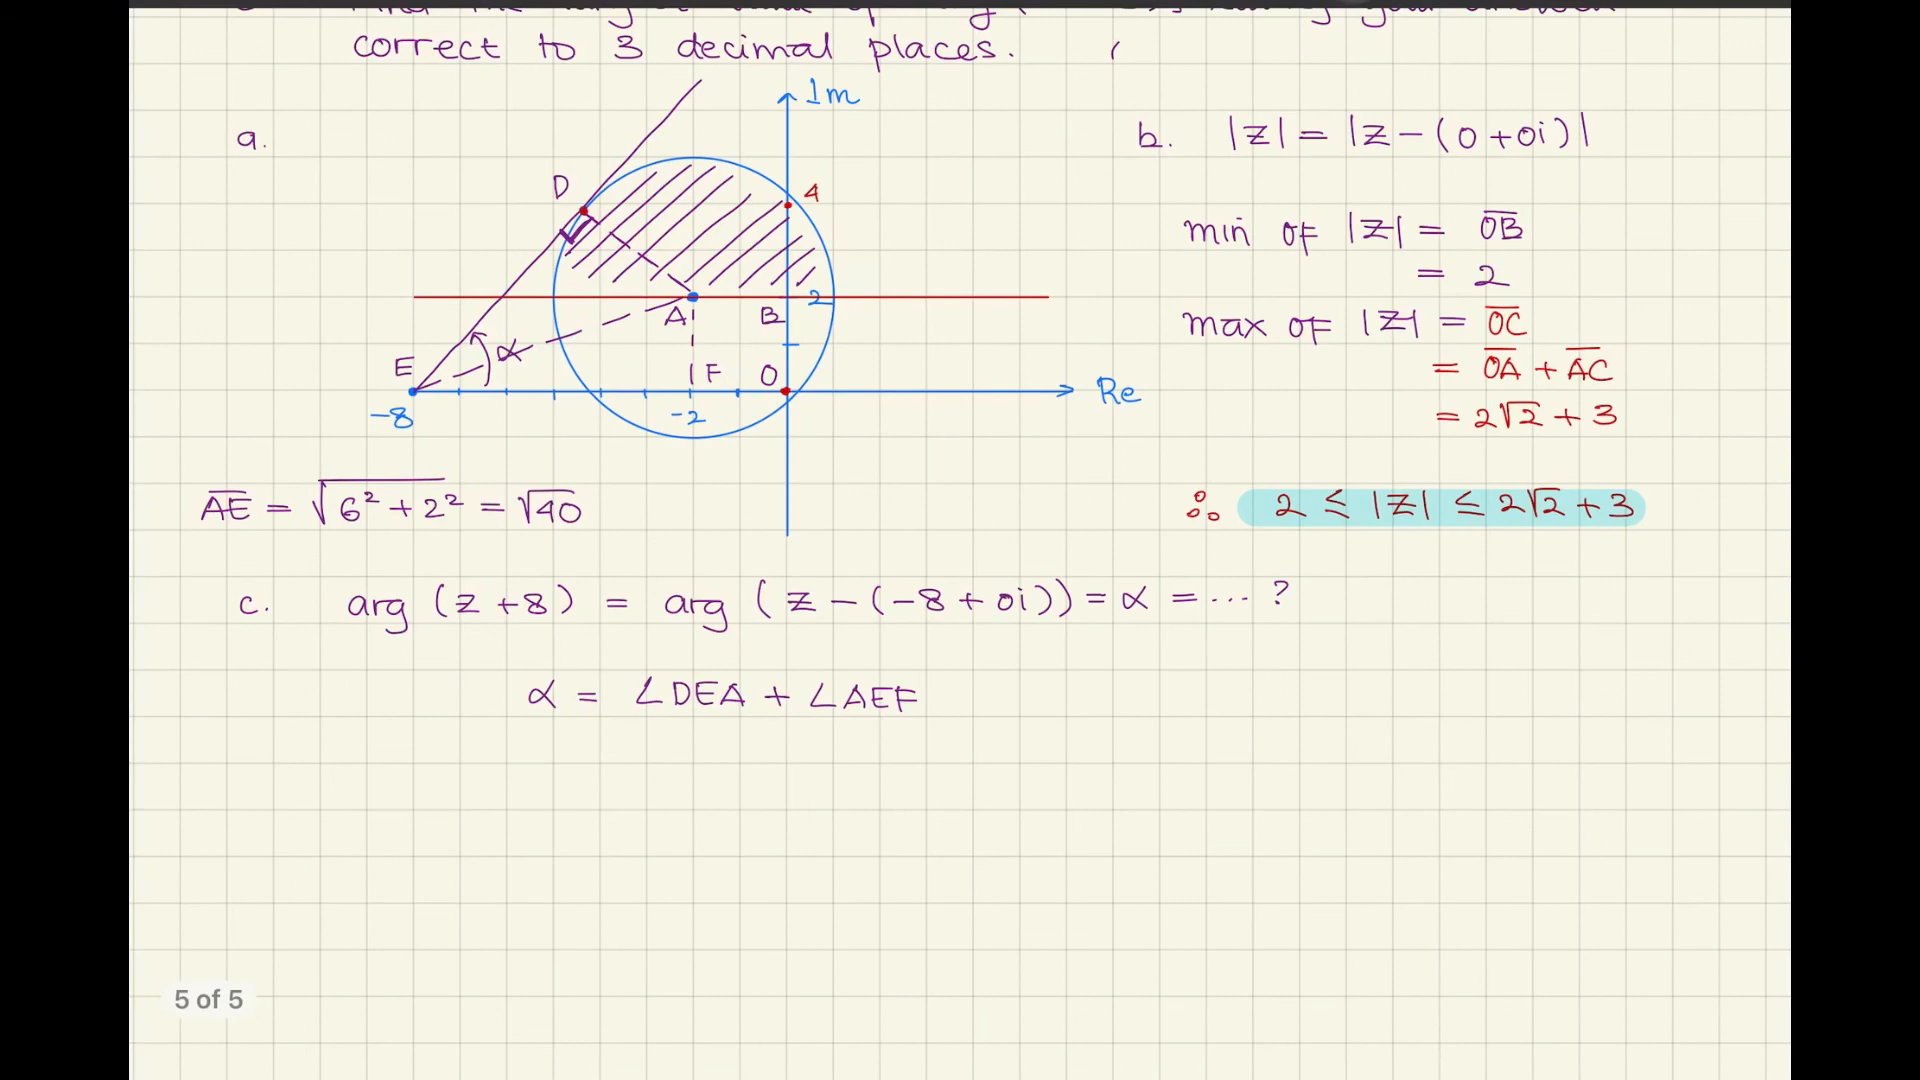 correct to 3 decimal places.
a.
Im
D
4
A
B
2
E
α
F
O
-8
-2
Re
AE = √(6² + 2²) = √40
b. |z| = |z - (0 + 0i)|
min of |z| = OB
= 2
max of |z| = OC
= OA + AC
= 2√2 + 3
∴ 2 ≤ |z| ≤ 2√2 + 3
c. arg (z + 8) = arg (z - (-8 + 0i)) = α = ... ?
α = ∠DEA + ∠AEF
5 of 5